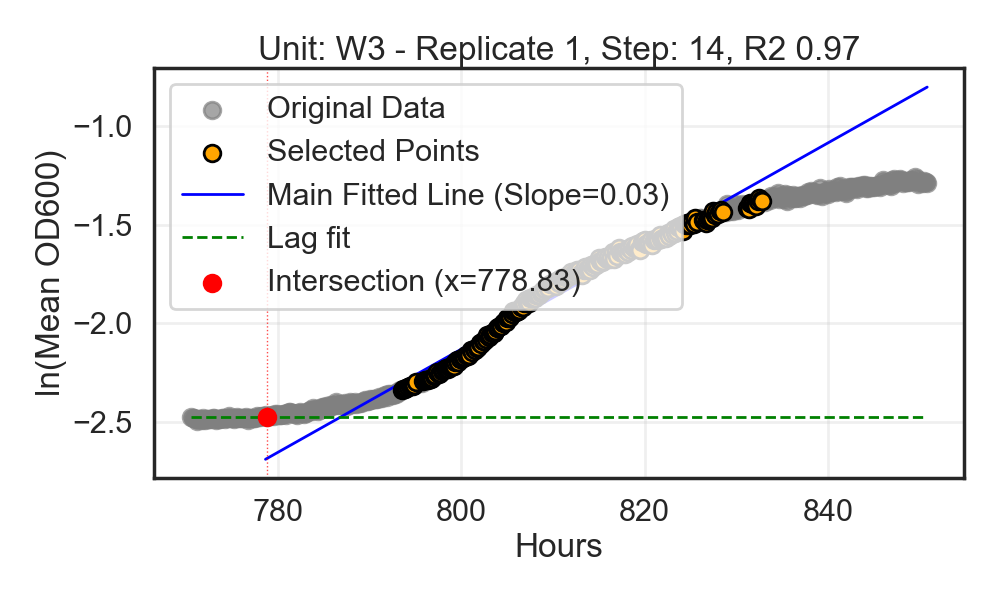 Unit: W3 - Replicate 1, Step: 14, R2 0.97
Original Data
Selected Points
Main Fitted Line (Slope=0.03)
Lag fit
Intersection (x=778.83)
ln(Mean OD600)
−1.0
−1.5
−2.0
−2.5
780
800
820
840
Hours